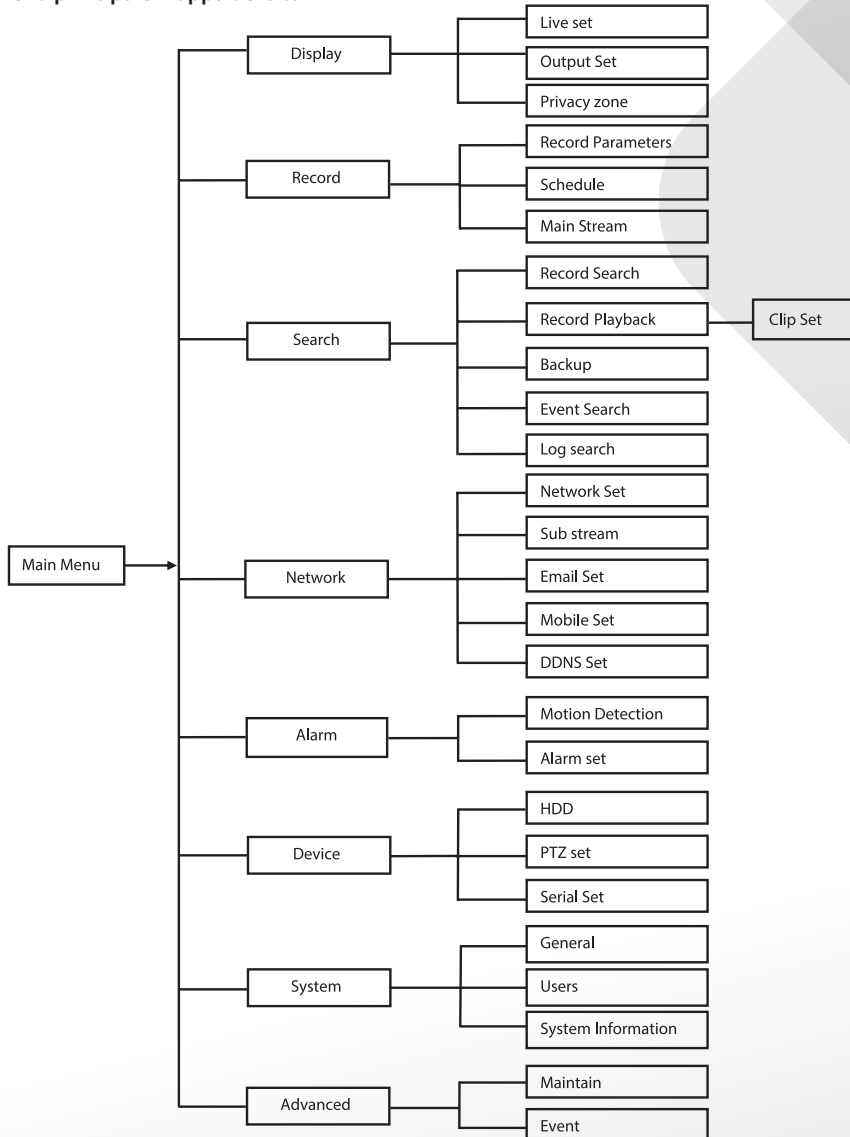 Live set
Display
Output Set
Privacy zone
Record Parameters
Record
Schedule
Main Stream
Record Search
Record Playback
Clip Set
Search
Backup
Event Search
Log search
Network Set
Sub stream
Main Menu
Network
Email Set
Mobile Set
DDNS Set
Motion Detection
Alarm
Alarm set
HDD
Device
PTZ set
Serial Set
General
System
Users
System Information
Maintain
Advanced
Event